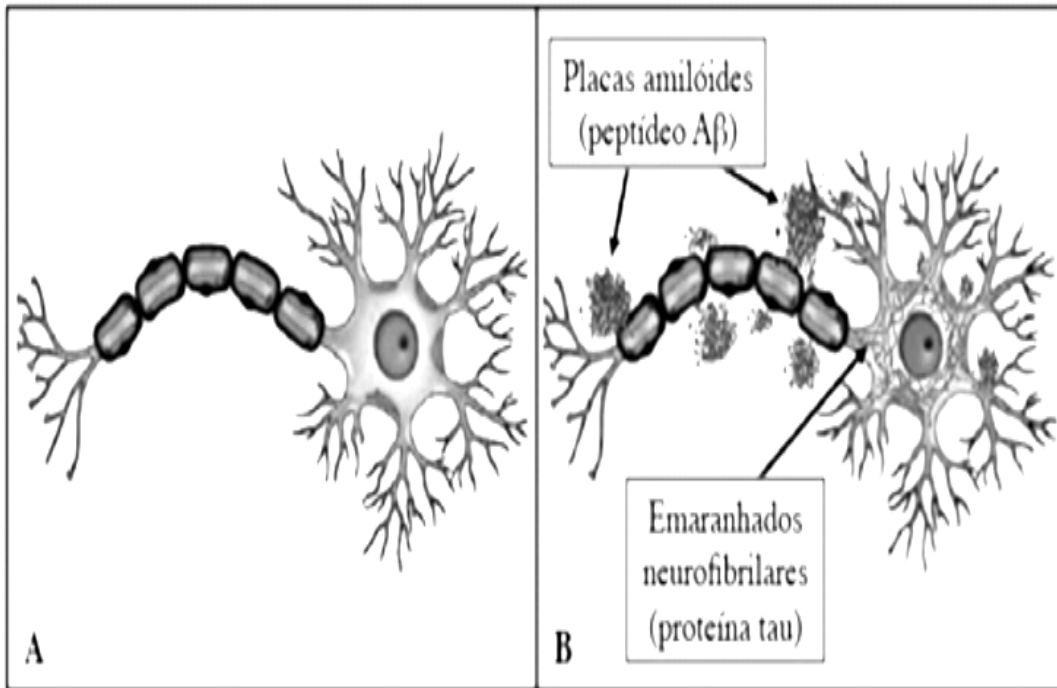 Placas amilóides
(peptídeo Aβ)
Emaranhados
neurofibrilares
(proteína tau)
A
B